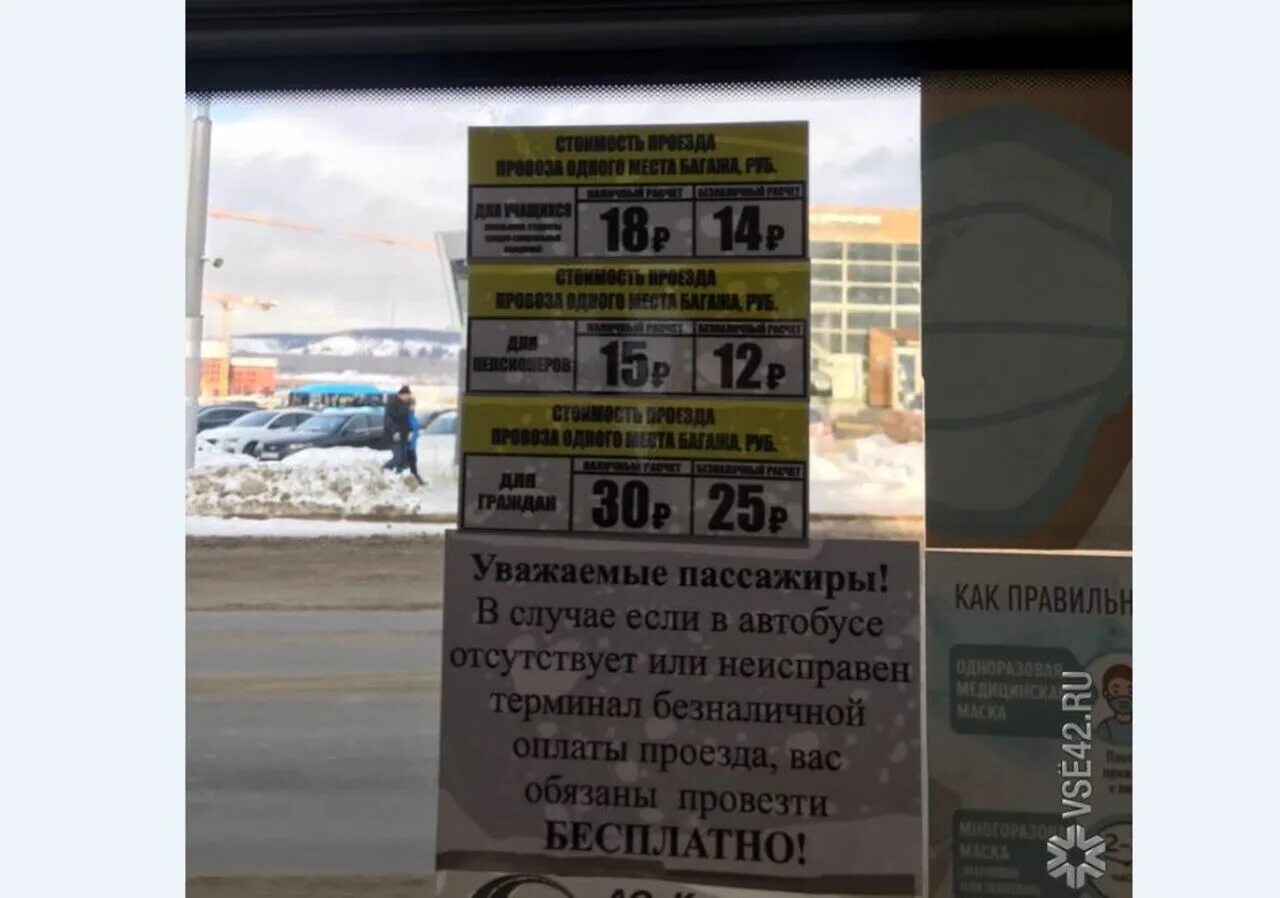 СТОИМОСТЬ ПРОЕЗДА
ПРОВОЗА ОДНОГО МЕСТА БАГАЖА, РУБ.
НАЛИЧНЫЙ РАСЧЕТ БЕЗНАЛИЧНЫЙ РАСЧЕТ
ДЛЯ УЧАЩИХСЯ
18₽ 14₽
СТОИМОСТЬ ПРОЕЗДА
ПРОВОЗА ОДНОГО МЕСТА БАГАЖА, РУБ.
НАЛИЧНЫЙ РАСЧЕТ БЕЗНАЛИЧНЫЙ РАСЧЕТ
ДЛЯ
ПЕНСИОНЕРОВ
15₽ 12₽
СТОИМОСТЬ ПРОЕЗДА
ПРОВОЗА ОДНОГО МЕСТА БАГАЖА, РУБ.
НАЛИЧНЫЙ РАСЧЕТ БЕЗНАЛИЧНЫЙ РАСЧЕТ
ДЛЯ
ГРАЖДАН
30₽ 25₽
Уважаемые пассажиры!
В случае если в автобусе
отсутствует или неисправен
терминал безналичной
оплаты проезда, вас
обязаны провезти
БЕСПЛАТНО!
КАК ПРАВИЛЬН
ОДНОРАЗОВАЯ
МЕДИЦИНСКА
МАСКА
МНОГОРАЗОВА
МАСКА
VSЁ42.RU